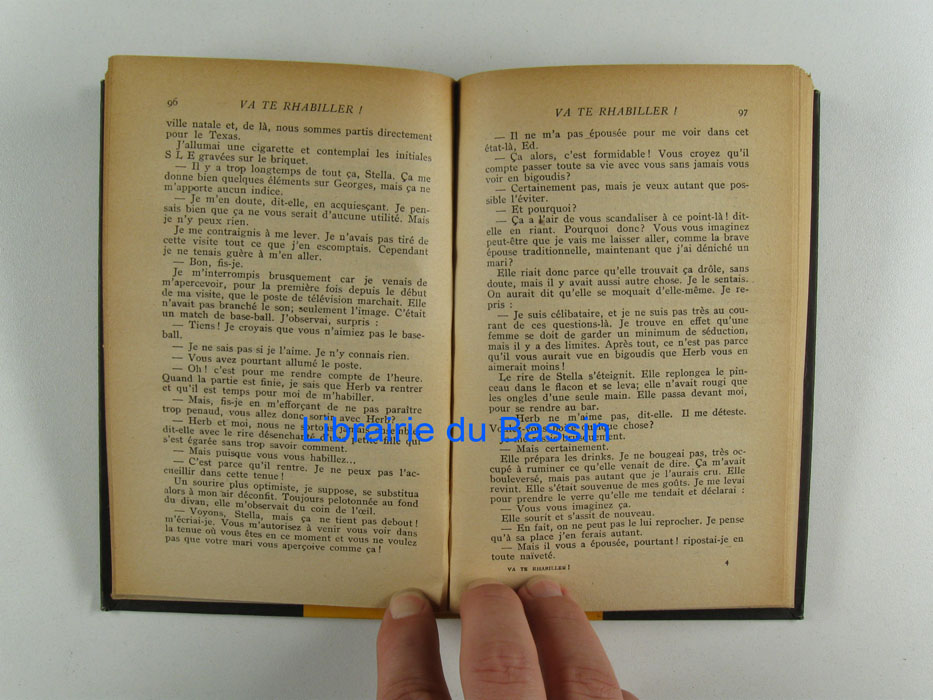 96 VA TE RHABILLER !
ville natale et, de là, nous sommes partis directement
pour le Texas.
J'allumai une cigarette et contemplai les initiales
S L E gravées sur le briquet.
— Il y a trop longtemps de tout ça, Stella. Ça me
donne bien quelques éléments sur Georges, mais ça ne
m'apporte aucun indice.
— Je m'en doute, dit-elle, en acquiesçant. Je pen-
sais bien que ça ne vous serait d'aucune utilité. Mais
je n'y peux rien.
Je me contraignis à me lever. Je n'avais pas tiré de
cette visite tout ce que j'en escomptais. Cependant
je ne tenais guère à m'en aller.
— Bon, fis-je.
Je m'interrompis brusquement car je venais de
m'apercevoir, pour la première fois depuis le début
de ma visite, que le poste de télévision marchait. Elle
n'avait pas branché le son; seulement l'image. C'était
un match de base-ball. J'observai, surpris :
— Tiens ! Je croyais que vous n'aimiez pas le base-
ball.
— Je ne sais pas si je l'aime. Je n'y connais rien.
— Vous avez pourtant allumé le poste.
— Oh ! c'est pour me rendre compte de l'heure.
Quand la partie est finie, je sais que Herb va rentrer
et qu'il est temps pour moi de m'habiller.
— Mais, fis-je en m'efforçant de ne pas paraître
trop penaud, vous allez donc sortir avec Herb?
— Herb et moi, nous ne sortons jamais ensemble,
dit-elle avec le rire désenchanté d'une petite fille qui
s'est égarée sans trop savoir comment.
— Mais puisque vous vous habillez...
— C'est parce qu'il rentre. Je ne peux pas l'ac-
cueillir dans cette tenue !
Un sourire plus optimiste, je suppose, se substitua
alors à mon air déconfit. Toujours pelotonnée au fond
du divan, elle m'observait du coin de l'œil.
— Voyons, Stella, mais ça ne tient pas debout !
m'écriai-je. Vous m'autorisez à venir vous voir dans
la tenue où vous êtes en ce moment et vous ne voulez
pas que votre mari vous aperçoive comme ça !
VA TE RHABILLER ! 97
— Il ne m'a pas épousée pour me voir dans cet
état-là, Ed.
— Ça alors, c'est formidable ! Vous croyez qu'il
compte passer toute sa vie avec vous sans jamais vous
voir en bigoudis?
— Certainement pas, mais je veux autant que pos-
sible l'éviter.
— Et pourquoi?
— Ça a l'air de vous scandaliser à ce point-là ! dit-
elle en riant. Pourquoi donc? Vous vous imaginez
peut-être que je vais me laisser aller, comme la brave
épouse traditionnelle, maintenant que j'ai déniché un
mari?
Elle riait donc parce qu'elle trouvait ça drôle, sans
doute, mais il y avait aussi autre chose. Je le sentais.
On aurait dit qu'elle se moquait d'elle-même. Je re-
pris :
— Je suis célibataire, et je ne suis pas très au cou-
rant de ces questions-là. Je trouve en effet qu'une
femme se doit de garder un minimum de séduction,
mais il y a des limites. Après tout, ce n'est pas parce
qu'il vous aurait vue en bigoudis que Herb vous en
aimerait moins !
Le rire de Stella s'éteignit. Elle replongea le pin-
ceau dans le flacon et se leva; elle n'avait rougi que
les ongles d'une seule main. Elle passa devant moi,
pour se rendre au bar.
— Herb ne m'aime pas, dit-elle. Il me déteste.
chose?
— Mais certainement.
Elle prépara les drinks. Je ne bougeai pas, très oc-
cupé à ruminer ce qu'elle venait de dire. Ça m'avait
bouleversé, mais pas autant que je l'aurais cru. Elle
revint. Elle s'était souvenue de mes goûts. Je me levai
pour prendre le verre qu'elle me tendait et déclarai :
— Vous vous imaginez ça.
Elle sourit et s'assit de nouveau.
— En fait, on ne peut pas le lui reprocher. Je pense
qu'à sa place j'en ferais autant.
— Mais il vous a épousée, pourtant ! ripostai-je en
toute naïveté.
VA TE RHABILLER ! 4
Librairie du Bassin